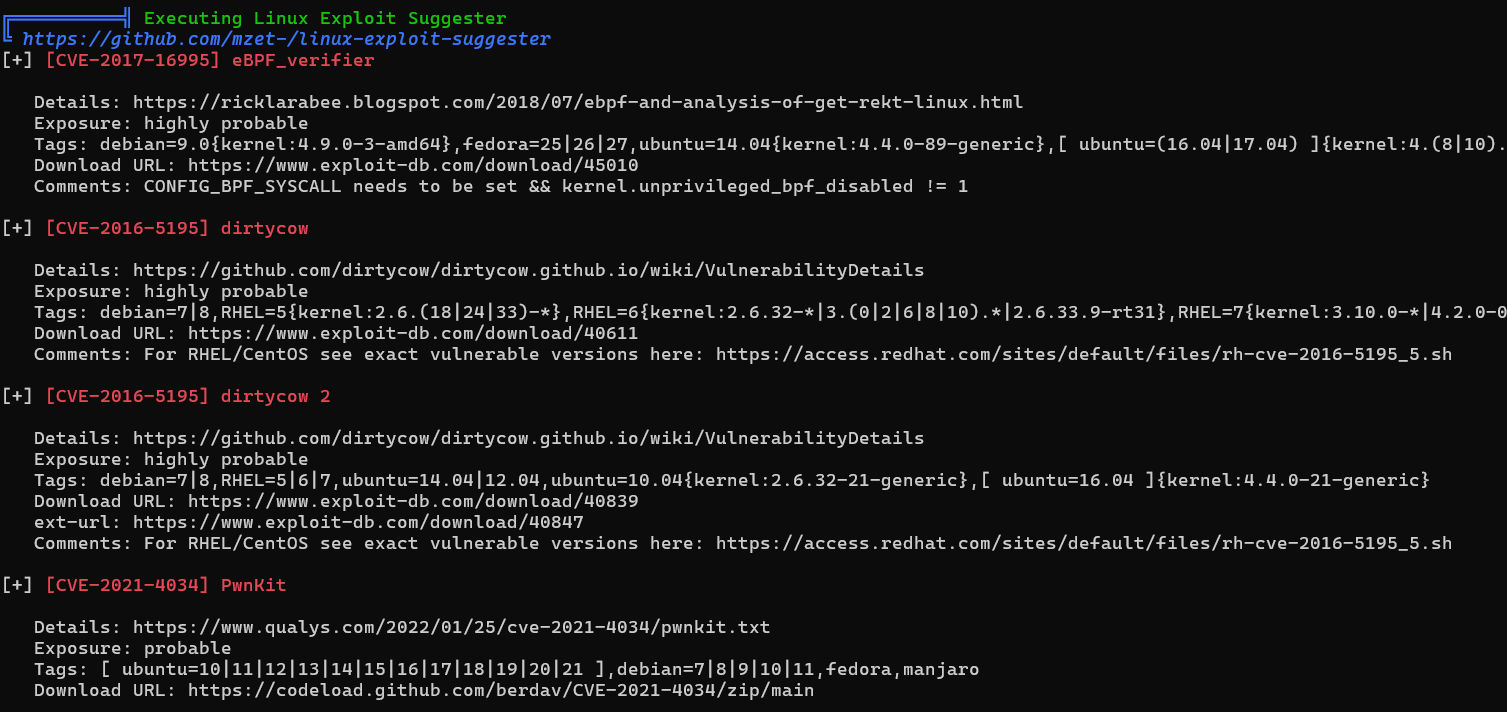 Executing Linux Exploit Suggester
https://github.com/mzet-/linux-exploit-suggester
[+] [CVE-2017-16995] eBPF_verifier
Details: https://ricklarabee.blogspot.com/2018/07/ebpf-and-analysis-of-get-rekt-linux.html
Exposure: highly probable
Tags: debian=9.0{kernel:4.9.0-3-amd64},fedora=25|26|27,ubuntu=14.04{kernel:4.4.0-89-generic},[ ubuntu=(16.04|17.04) ]{kernel:4.(8|10).
Download URL: https://www.exploit-db.com/download/45010
Comments: CONFIG_BPF_SYSCALL needs to be set && kernel.unprivileged_bpf_disabled != 1
[+] [CVE-2016-5195] dirtycow
Details: https://github.com/dirtycow/dirtycow.github.io/wiki/VulnerabilityDetails
Exposure: highly probable
Tags: debian=7|8,RHEL=5{kernel:2.6.(18|24|33)-*},RHEL=6{kernel:2.6.32-*|3.(0|2|6|8|10).*|2.6.33.9-rt31},RHEL=7{kernel:3.10.0-*|4.2.0-0
Download URL: https://www.exploit-db.com/download/40611
Comments: For RHEL/CentOS see exact vulnerable versions here: https://access.redhat.com/sites/default/files/rh-cve-2016-5195_5.sh
[+] [CVE-2016-5195] dirtycow 2
Details: https://github.com/dirtycow/dirtycow.github.io/wiki/VulnerabilityDetails
Exposure: highly probable
Tags: debian=7|8,RHEL=5|6|7,ubuntu=14.04|12.04,ubuntu=10.04{kernel:2.6.32-21-generic},[ ubuntu=16.04 ]{kernel:4.4.0-21-generic}
Download URL: https://www.exploit-db.com/download/40839
ext-url: https://www.exploit-db.com/download/40847
Comments: For RHEL/CentOS see exact vulnerable versions here: https://access.redhat.com/sites/default/files/rh-cve-2016-5195_5.sh
[+] [CVE-2021-4034] PwnKit
Details: https://www.qualys.com/2022/01/25/cve-2021-4034/pwnkit.txt
Exposure: probable
Tags: [ ubuntu=10|11|12|13|14|15|16|17|18|19|20|21 ],debian=7|8|9|10|11,fedora,manjaro
Download URL: https://codeload.github.com/berdav/CVE-2021-4034/zip/main